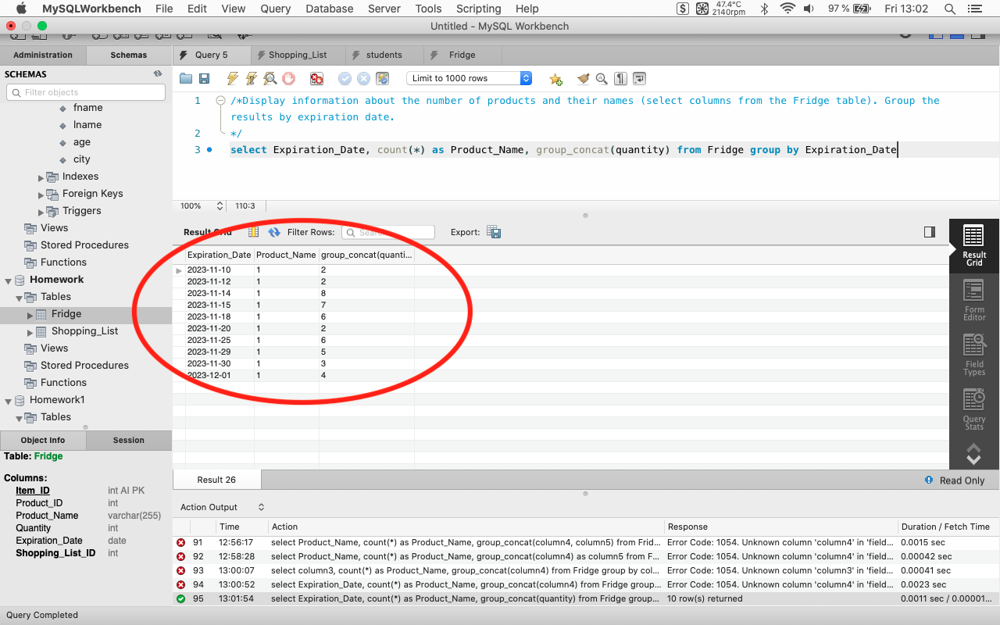 MySQLWorkbench File Edit View Query Database Server Tools Scripting Help 47.4°C 2140rpm 97 % Fri 13:02
Untitled - MySQL Workbench
Administration Schemas Query 5 Shopping_List students Fridge
SCHEMAS
Filter objects
fname
lname
age
city
Indexes
Foreign Keys
Triggers
Views
Stored Procedures
Functions
Homework
Tables
Fridge
Shopping_List
Views
Stored Procedures
Functions
Homework1
Tables
Object Info Session
Table: Fridge
Columns:
Item_ID int AI PK
Product_ID int
Product_Name varchar(255)
Quantity int
Expiration_Date date
Shopping_List_ID int
Limit to 1000 rows
1 /*Display information about the number of products and their names (select columns from the Fridge table). Group the
results by expiration date.
2 */
3 select Expiration_Date, count(*) as Product_Name, group_concat(quantity) from Fridge group by Expiration_Date
100% 110:3
Result Grid Filter Rows: Search Export:
Expiration_Date Product_Name group_concat(quanti...
2023-11-10 1 2
2023-11-12 1 2
2023-11-14 1 8
2023-11-15 1 7
2023-11-18 1 6
2023-11-20 1 2
2023-11-25 1 6
2023-11-29 1 5
2023-11-30 1 3
2023-12-01 1 4
Result Grid
Form Editor
Field Types
Query Stats
Result 26 Read Only
Action Output
Time Action Response Duration / Fetch Time
91 12:56:17 select Product_Name, count(*) as Product_Name, group_concat(column4, column5) from Frid... Error Code: 1054. Unknown column 'column4' in 'field... 0.0015 sec
92 12:58:28 select Product_Name, count(*) as Product_Name, group_concat(column4) as column5 from F... Error Code: 1054. Unknown column 'column4' in 'field... 0.00042 sec
93 13:00:07 select column3, count(*) as Product_Name, group_concat(column4) from Fridge group by col... Error Code: 1054. Unknown column 'column3' in 'field... 0.00041 sec
94 13:00:52 select Expiration_Date, count(*) as Product_Name, group_concat(column4) from Fridge group... Error Code: 1054. Unknown column 'column4' in 'field... 0.0023 sec
95 13:01:54 select Expiration_Date, count(*) as Product_Name, group_concat(quantity) from Fridge group... 10 row(s) returned 0.0011 sec / 0.00001...
Query Completed